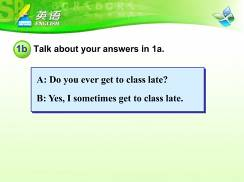 SCRABCRA
英语
ENGLISH
1b Talk about your answers in 1a.
A: Do you ever get to class late?
B: Yes, I sometimes get to class late.